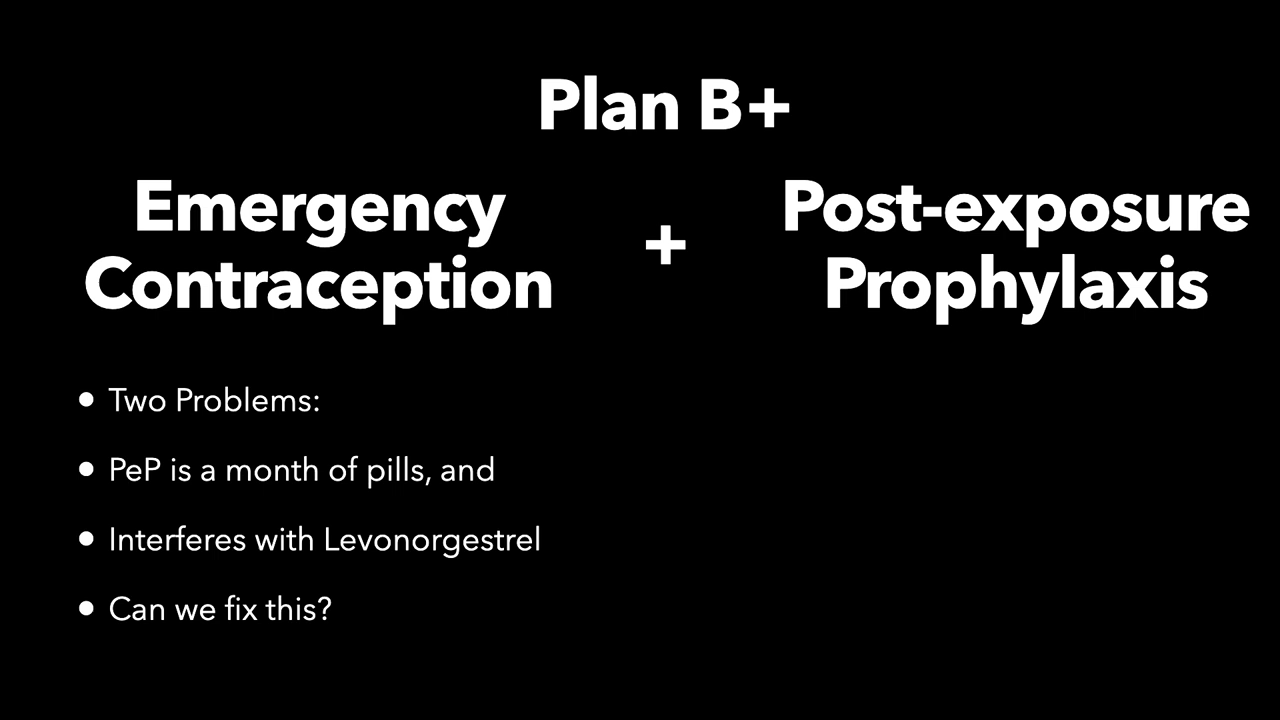 Plan B+
Emergency
Contraception
+
Post-exposure
Prophylaxis
• Two Problems:
• PeP is a month of pills, and
• Interferes with Levonorgestrel
• Can we fix this?